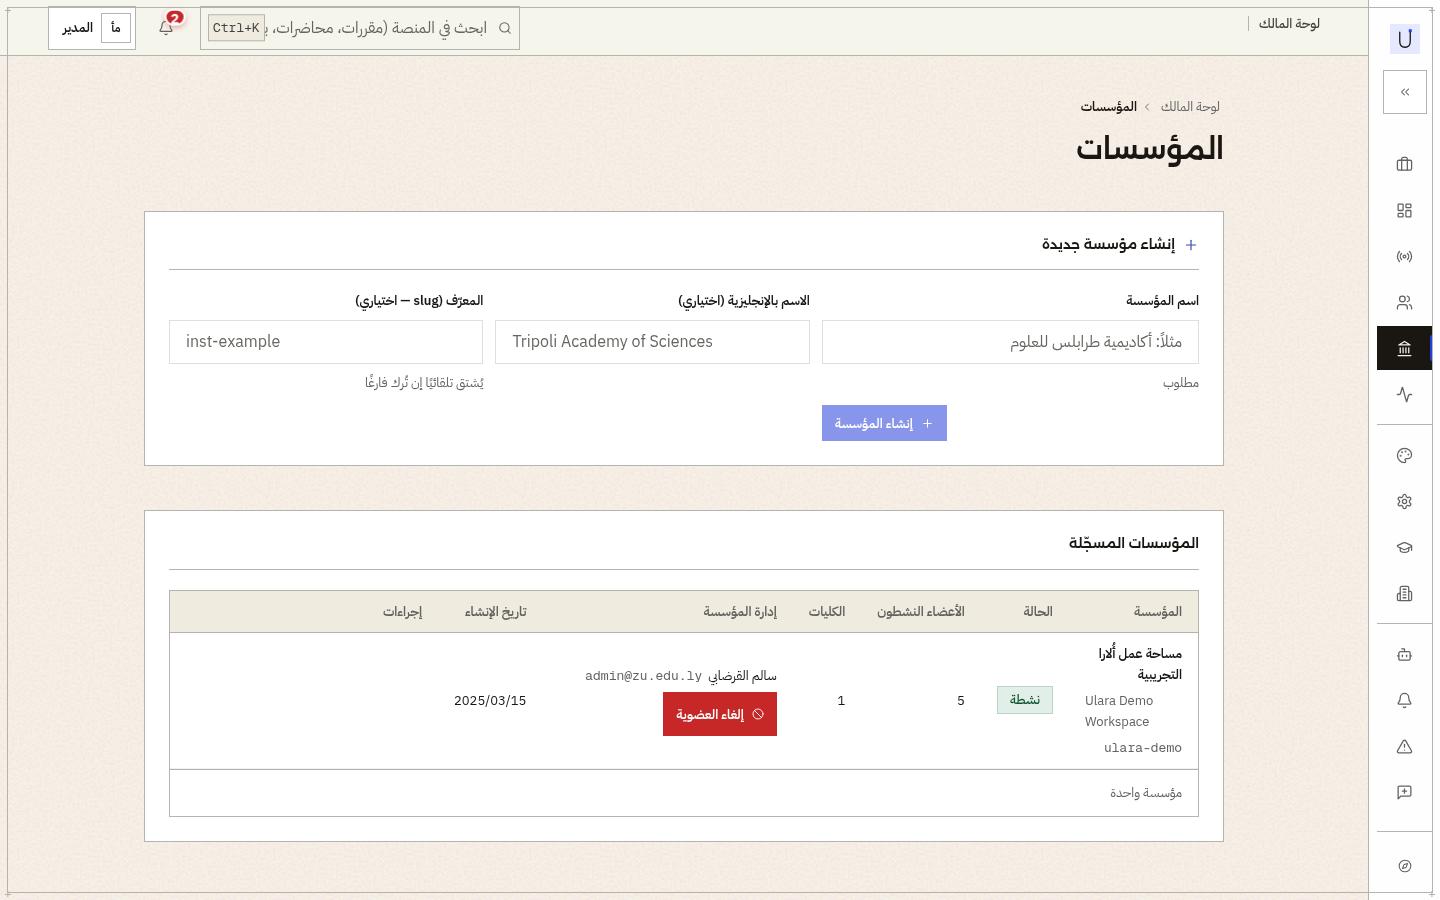 لوحة المالك
ابحث في المنصة (مقررات، محاضرات، ب
Ctrl+K
2
مأ
المدير
لوحة المالك › المؤسسات
المؤسسات
+ إنشاء مؤسسة جديدة
اسم المؤسسة
الاسم بالإنجليزية (اختياري)
المعرّف (slug — اختياري)
مثلاً: أكاديمية طرابلس للعلوم
Tripoli Academy of Sciences
inst-example
مطلوب
يُشتق تلقائيًا إن تُرك فارغًا
+ إنشاء المؤسسة
المؤسسات المسجّلة
المؤسسة
الحالة
الأعضاء النشطون
الكليات
إدارة المؤسسة
تاريخ الإنشاء
إجراءات
مساحة عمل ألارا
التجريبية
Ulara Demo
Workspace
ulara-demo
نشطة
5
1
سالم القرضابي admin@zu.edu.ly
إلغاء العضوية
2025/03/15
مؤسسة واحدة